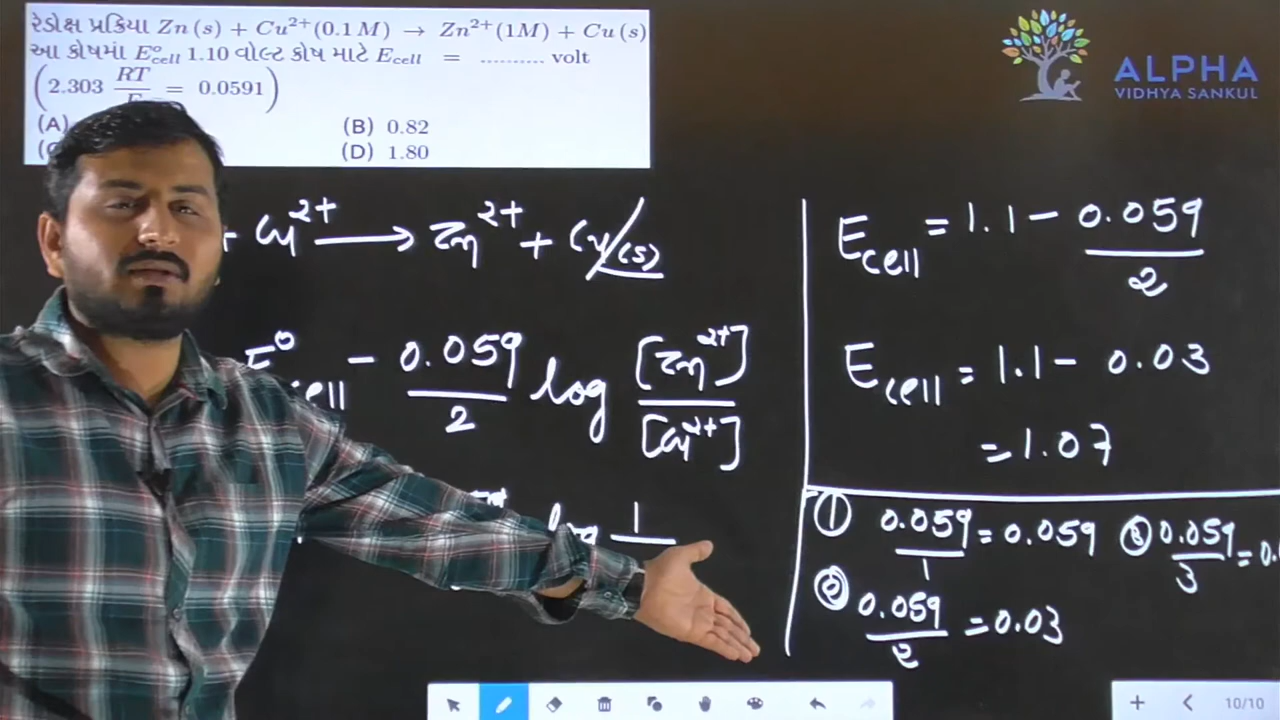 રેડોક્ષ પ્રક્રિયા Zn(s) + Cu²⁺(0.1 M) → Zn²⁺(1M) + Cu(s)
આ કોષમાં E°cell 1.10 વોલ્ટ કોષ માટે Ecell = .......... volt
(2.303 RT/F = 0.0591)
(A)
(B) 0.82
(D) 1.80
ALPHA
VIDHYA SANKUL
+ Cu²⁺ → Zn²⁺ + Cu(s)
E⁰cell − 0.059/2 log [Zn²⁺]/[Cu²⁺]
log 1
Ecell = 1.1 − 0.059/2
Ecell = 1.1 − 0.03
= 1.07
① 0.059/1 = 0.059
② 0.059/2 = 0.03
③ 0.059/3 = 0.0
10/10